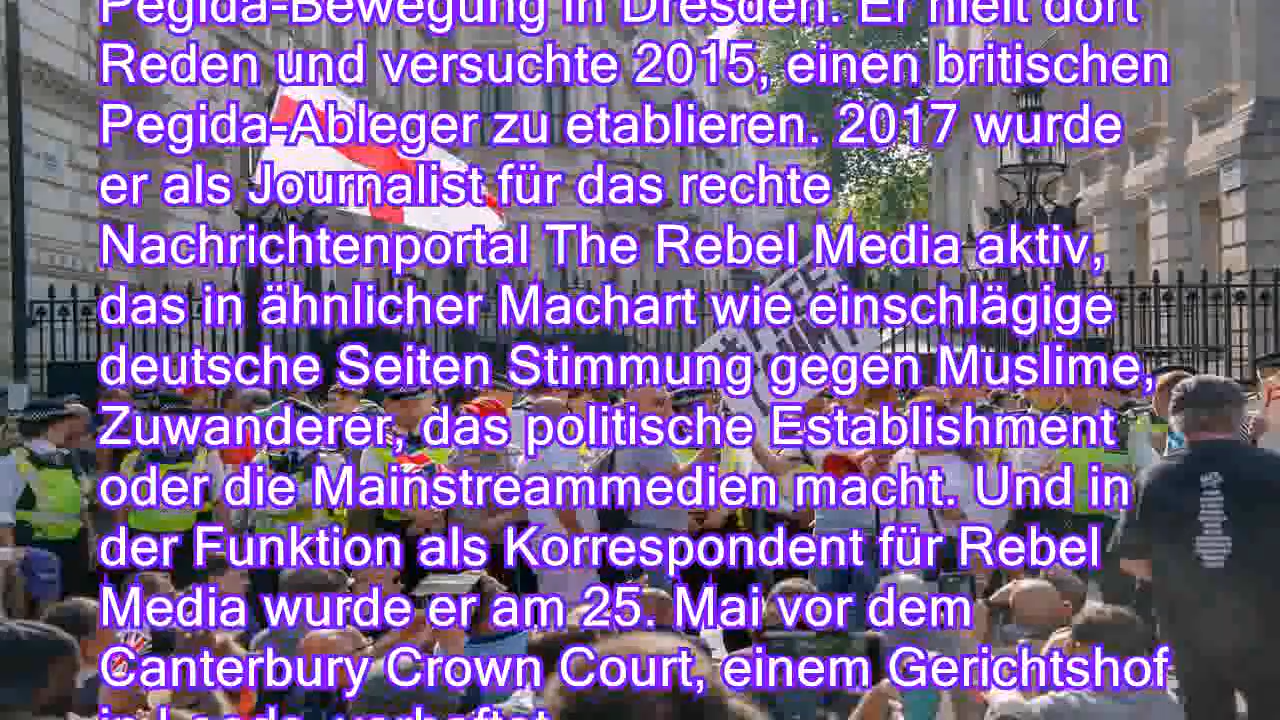 Pegida-Bewegung in Dresden. Er hielt dort
Reden und versuchte 2015, einen britischen
Pegida-Ableger zu etablieren. 2017 wurde
er als Journalist für das rechte
Nachrichtenportal The Rebel Media aktiv,
das in ähnlicher Machart wie einschlägige
deutsche Seiten Stimmung gegen Muslime,
Zuwanderer, das politische Establishment
oder die Mainstreammedien macht. Und in
der Funktion als Korrespondent für Rebel
Media wurde er am 25. Mai vor dem
Canterbury Crown Court, einem Gerichtshof
in Leeds, verhaftet.